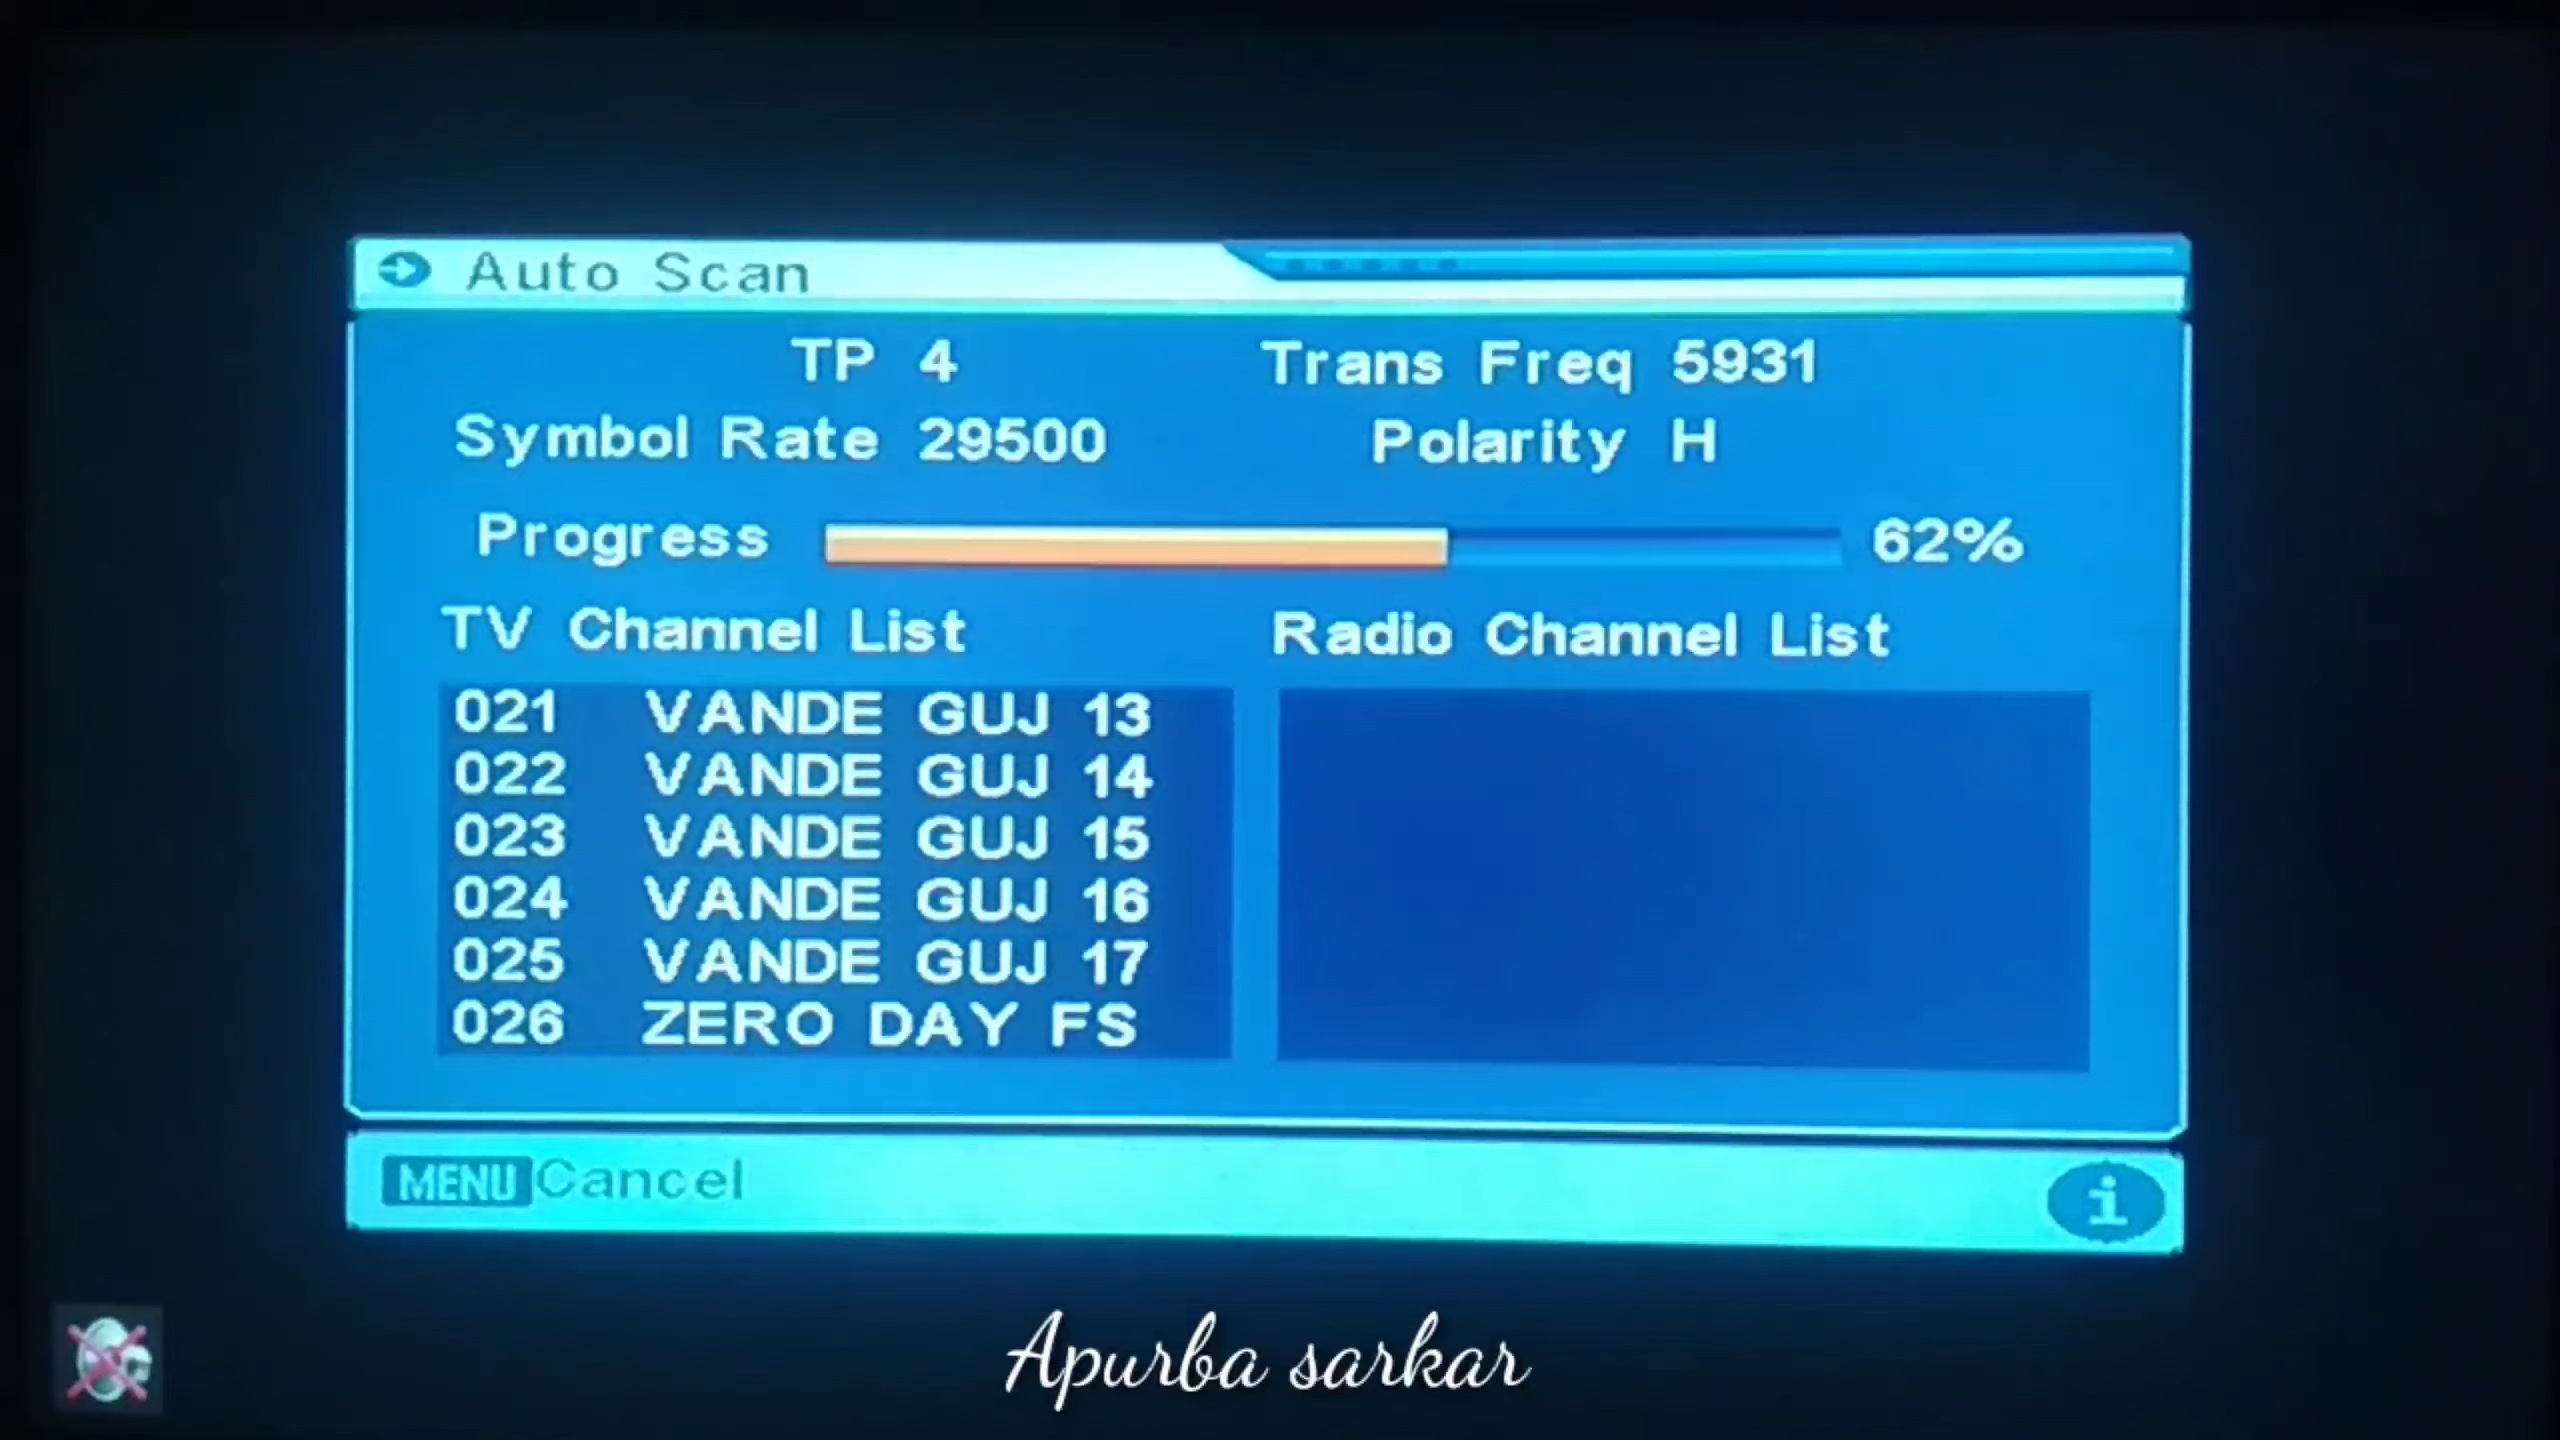 Auto Scan
TP 4 Trans Freq 5931
Symbol Rate 29500 Polarity H
Progress 62%
TV Channel List Radio Channel List
021 VANDE GUJ 13
022 VANDE GUJ 14
023 VANDE GUJ 15
024 VANDE GUJ 16
025 VANDE GUJ 17
026 ZERO DAY FS
MENU Cancel i
Apurba sarkar